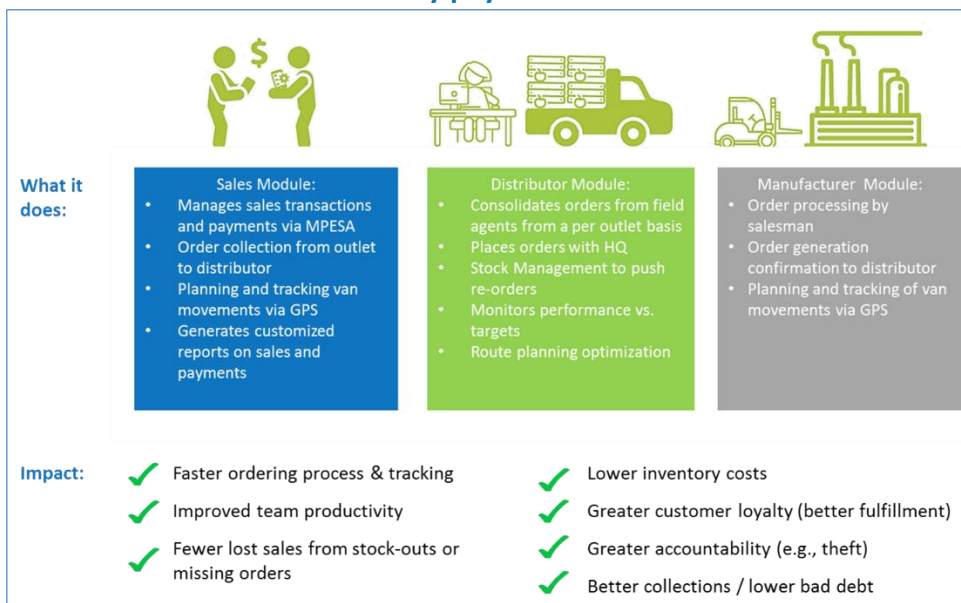 $
What it
does:
Sales Module:
• Manages sales transactions
and payments via MPESA
• Order collection from outlet
to distributor
• Planning and tracking van
movements via GPS
• Generates customized
reports on sales and
payments
Distributor Module:
• Consolidates orders from field
agents from a per outlet basis
• Places orders with HQ
• Stock Management to push
re-orders
• Monitors performance vs.
targets
• Route planning optimization
Manufacturer Module:
• Order processing by
salesman
• Order generation
confirmation to distributor
• Planning and tracking of van
movements via GPS
Impact:
Faster ordering process & tracking
Improved team productivity
Fewer lost sales from stock-outs or
missing orders
Lower inventory costs
Greater customer loyalty (better fulfillment)
Greater accountability (e.g., theft)
Better collections / lower bad debt